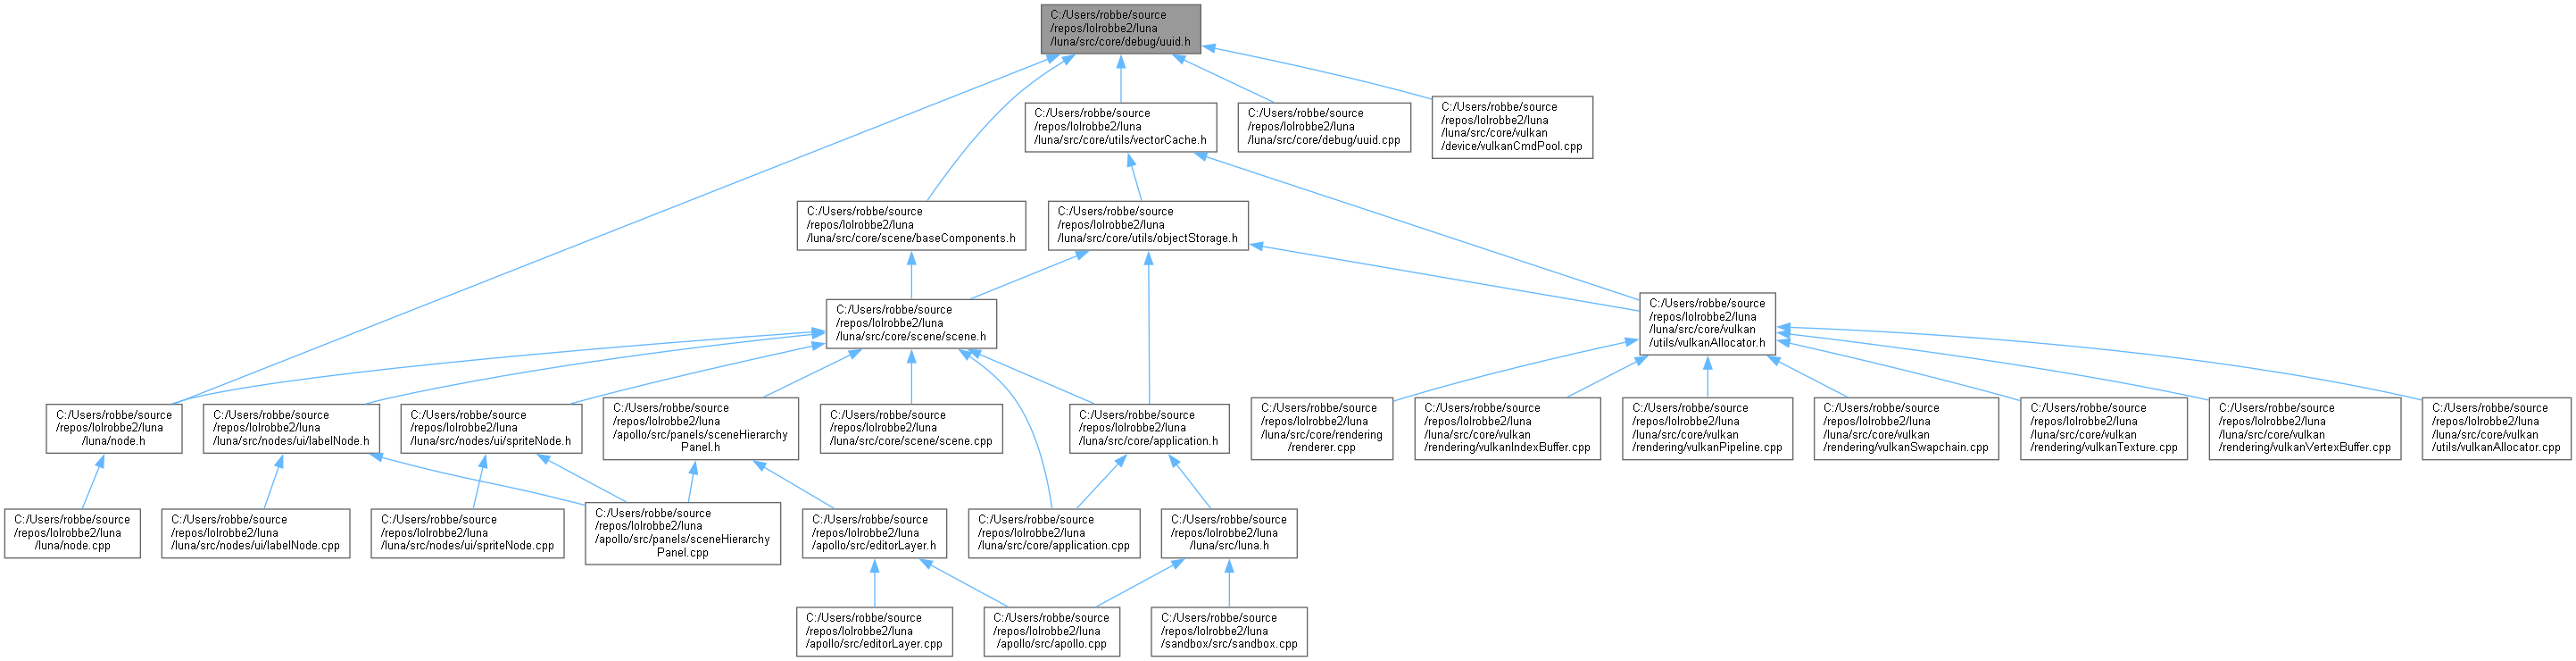 C:/Users/robbe/source
/repos/lolrobbe2/luna
/luna/src/core/debug/uuid.h
C:/Users/robbe/source
/repos/lolrobbe2/luna
/luna/src/core/utils/vectorCache.h
C:/Users/robbe/source
/repos/lolrobbe2/luna
/luna/src/core/debug/uuid.cpp
C:/Users/robbe/source
/repos/lolrobbe2/luna
/luna/src/core/vulkan
/device/vulkanCmdPool.cpp
C:/Users/robbe/source
/repos/lolrobbe2/luna
/luna/src/core/scene/baseComponents.h
C:/Users/robbe/source
/repos/lolrobbe2/luna
/luna/src/core/utils/objectStorage.h
C:/Users/robbe/source
/repos/lolrobbe2/luna
/luna/src/core/scene/scene.h
C:/Users/robbe/source
/repos/lolrobbe2/luna
/luna/src/core/vulkan
/utils/vulkanAllocator.h
C:/Users/robbe/source
/repos/lolrobbe2/luna
/luna/node.h
C:/Users/robbe/source
/repos/lolrobbe2/luna
/luna/src/nodes/ui/labelNode.h
C:/Users/robbe/source
/repos/lolrobbe2/luna
/luna/src/nodes/ui/spriteNode.h
C:/Users/robbe/source
/repos/lolrobbe2/luna
/apollo/src/panels/sceneHierarchy
Panel.h
C:/Users/robbe/source
/repos/lolrobbe2/luna
/luna/src/core/scene/scene.cpp
C:/Users/robbe/source
/repos/lolrobbe2/luna
/luna/src/core/application.h
C:/Users/robbe/source
/repos/lolrobbe2/luna
/luna/src/core/rendering
/renderer.cpp
C:/Users/robbe/source
/repos/lolrobbe2/luna
/luna/src/core/vulkan
/rendering/vulkanIndexBuffer.cpp
C:/Users/robbe/source
/repos/lolrobbe2/luna
/luna/src/core/vulkan
/rendering/vulkanPipeline.cpp
C:/Users/robbe/source
/repos/lolrobbe2/luna
/luna/src/core/vulkan
/rendering/vulkanSwapchain.cpp
C:/Users/robbe/source
/repos/lolrobbe2/luna
/luna/src/core/vulkan
/rendering/vulkanTexture.cpp
C:/Users/robbe/source
/repos/lolrobbe2/luna
/luna/src/core/vulkan
/rendering/vulkanVertexBuffer.cpp
C:/Users/robbe/source
/repos/lolrobbe2/luna
/luna/src/core/vulkan
/utils/vulkanAllocator.cpp
C:/Users/robbe/source
/repos/lolrobbe2/luna
/luna/node.cpp
C:/Users/robbe/source
/repos/lolrobbe2/luna
/luna/src/nodes/ui/labelNode.cpp
C:/Users/robbe/source
/repos/lolrobbe2/luna
/luna/src/nodes/ui/spriteNode.cpp
C:/Users/robbe/source
/repos/lolrobbe2/luna
/apollo/src/panels/sceneHierarchy
Panel.cpp
C:/Users/robbe/source
/repos/lolrobbe2/luna
/apollo/src/editorLayer.h
C:/Users/robbe/source
/repos/lolrobbe2/luna
/luna/src/core/application.cpp
C:/Users/robbe/source
/repos/lolrobbe2/luna
/luna/src/luna.h
C:/Users/robbe/source
/repos/lolrobbe2/luna
/apollo/src/editorLayer.cpp
C:/Users/robbe/source
/repos/lolrobbe2/luna
/apollo/src/apollo.cpp
C:/Users/robbe/source
/repos/lolrobbe2/luna
/sandbox/src/sandbox.cpp